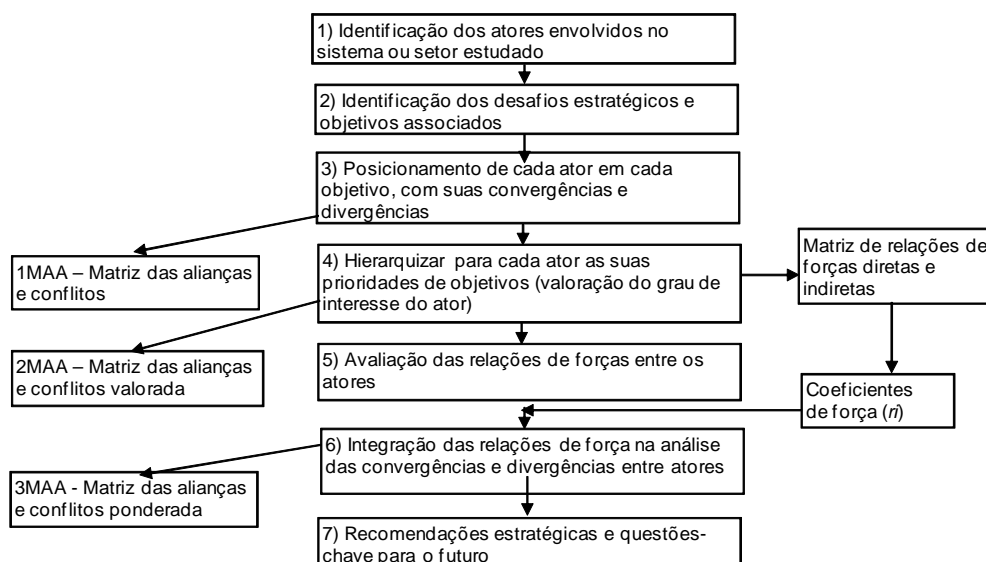 1) Identificação dos atores envolvidos no
sistema ou setor estudado
2) Identificação dos desafios estratégicos e
objetivos associados
3) Posicionamento de cada ator em cada
objetivo, com suas convergências e
divergências
1MAA – Matriz das alianças
e conflitos
4) Hierarquizar para cada ator as suas
prioridades de objetivos (valoração do grau de
interesse do ator)
Matriz de relações de
forças diretas e
indiretas
2MAA – Matriz das alianças
e conflitos valorada
5) Avaliação das relações de forças entre os
atores
Coeficientes
de força (ri)
6) Integração das relações de força na análise
das convergências e divergências entre atores
3MAA - Matriz das alianças
e conflitos ponderada
7) Recomendações estratégicas e questões-
chave para o futuro